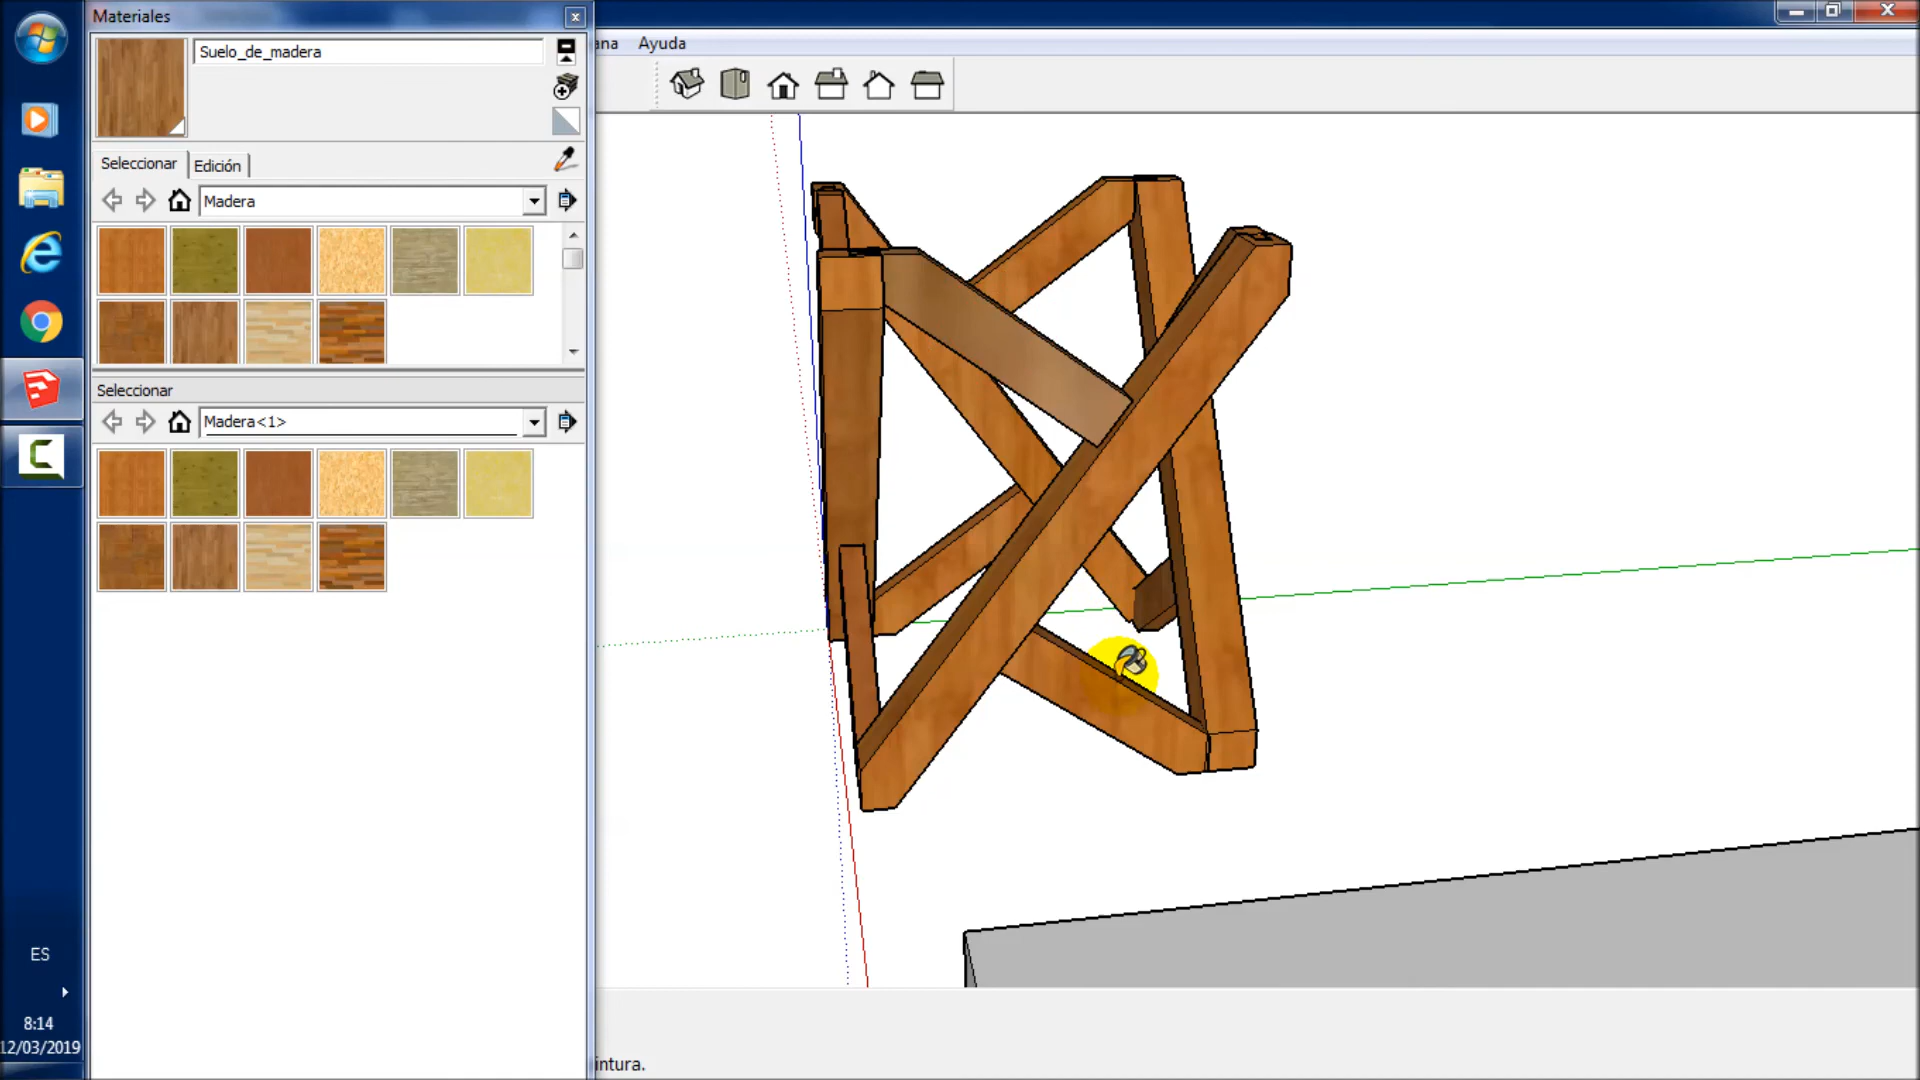 Materiales
Suelo_de_madera
Seleccionar
Edición
Madera
Seleccionar
Madera<1>
ana
Ayuda
ES
8:14
12/03/2019
intura.